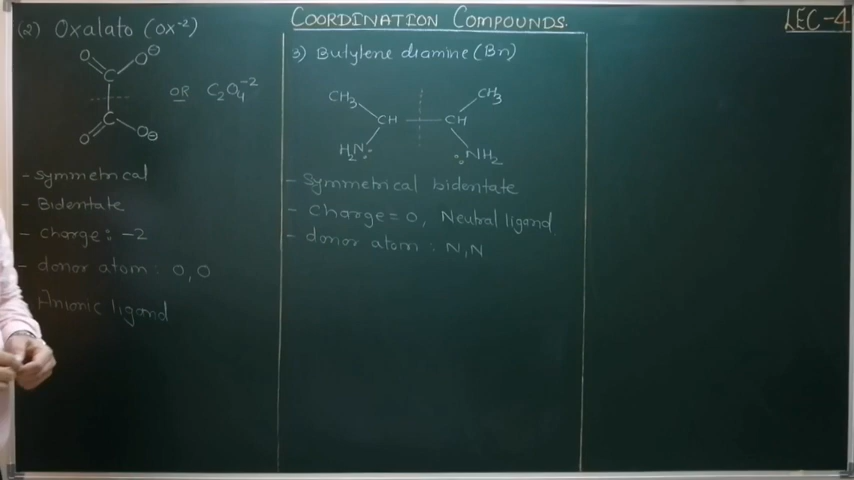 COORDINATION COMPOUNDS.
LEC-4
(2) Oxalato (ox⁻²)
O O⊖
C
OR C₂O₄⁻²
C
O O⊖
- Symmetrical
- Bidentate
- Charge: -2
- donor atom: O, O
- Anionic ligand
3) Butylene diamine (Bn)
CH₃ CH₃
CH CH
H₂N: :NH₂
- Symmetrical bidentate
- Charge = 0, Neutral ligand.
- donor atom : N, N